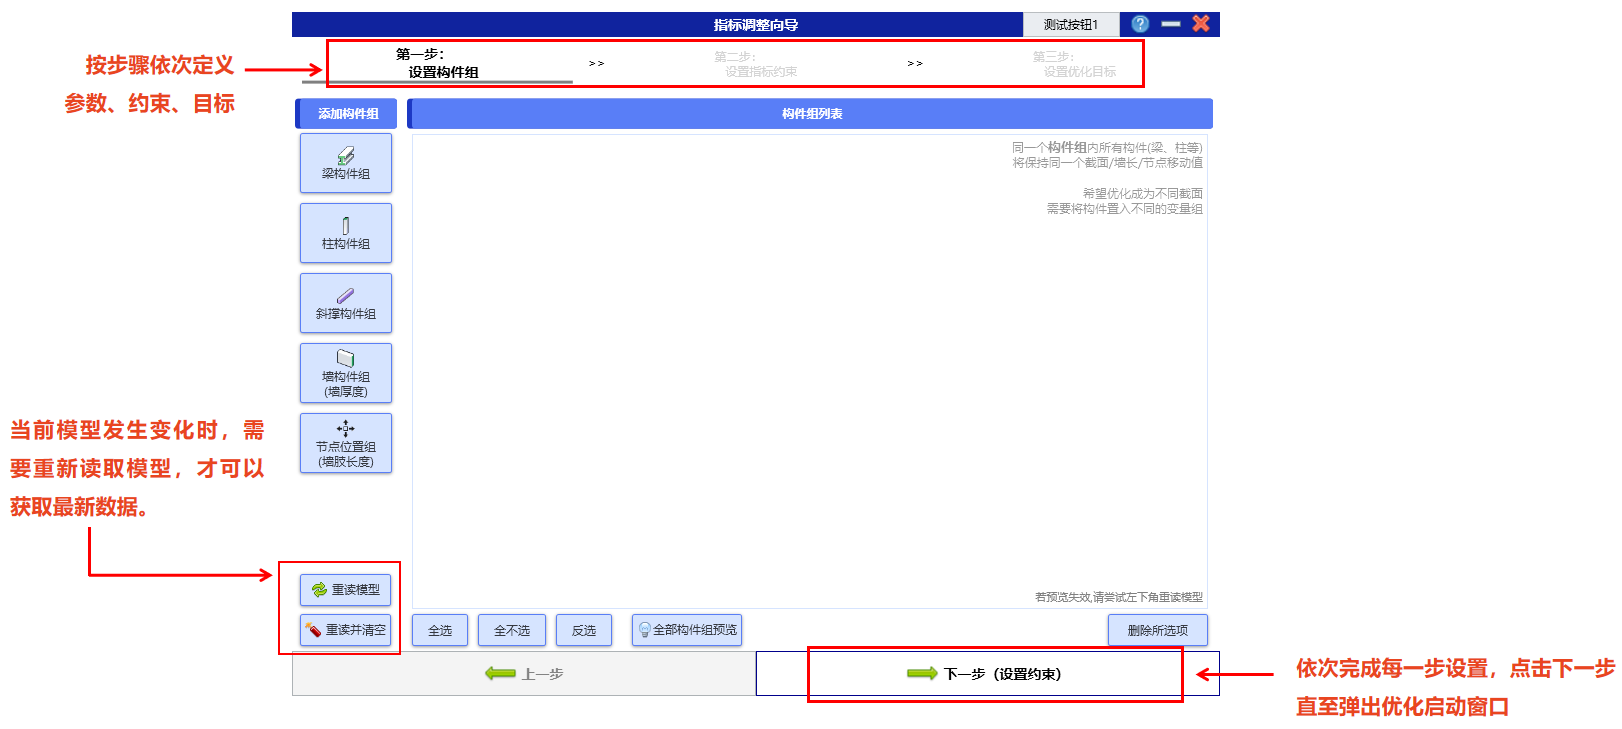 指标调整向导
测试按钮1
按步骤依次定义
参数、约束、目标
第一步：
设置构件组
>>
第二步：
设置指标约束
>>
第三步：
设置优化目标
添加构件组
构件组列表
梁构件组
柱构件组
斜撑构件组
墙构件组
(墙厚度)
节点位置组
(墙肢长度)
同一个构件组内所有构件(梁、柱等)
将保持同一个截面/墙长/节点移动值
希望优化成为不同截面
需要将构件置入不同的变量组
当前模型发生变化时，需
要重新读取模型，才可以
获取最新数据。
若预览失效,请尝试左下角重读模型
重读模型
重读并清空
全选
全不选
反选
全部构件组预览
删除所选项
上一步
下一步（设置约束）
依次完成每一步设置，点击下一步
直至弹出优化启动窗口